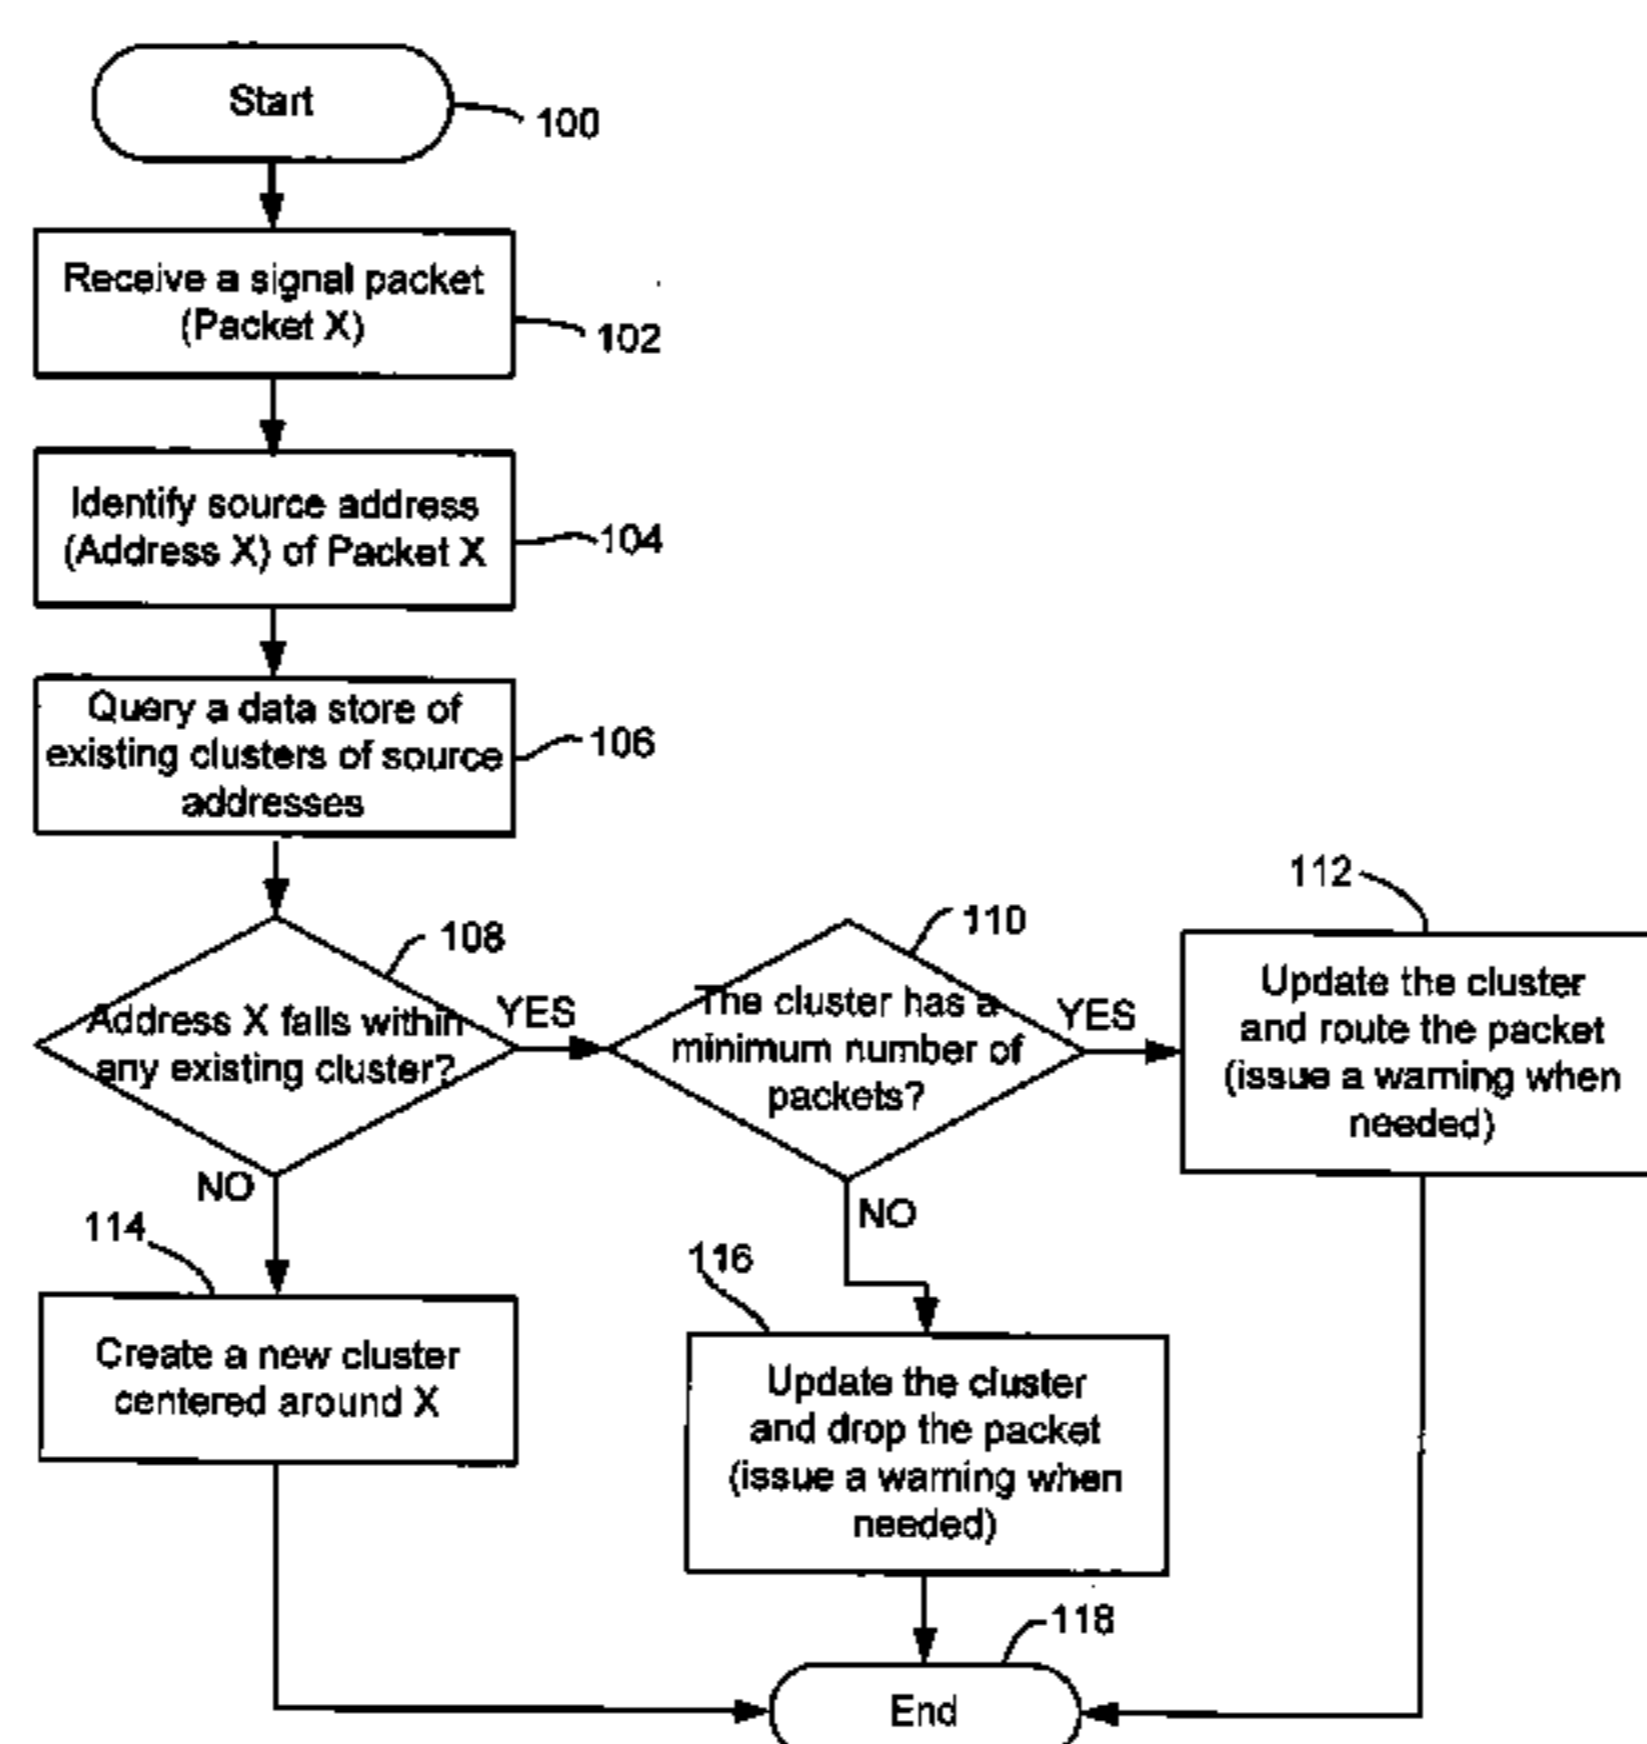 Start
100
Receive a signal packet
(Packet X)
102
Identify source address
(Address X) of Packet X
104
Query a data store of
existing clusters of source
addresses
106
108
Address X falls within
any existing cluster?
YES
NO
110
The cluster has a
minimum number of
packets?
YES
NO
112
Update the cluster
and route the packet
(issue a warning when
needed)
114
Create a new cluster
centered around X
116
Update the cluster
and drop the packet
(issue a warning when
needed)
118
End